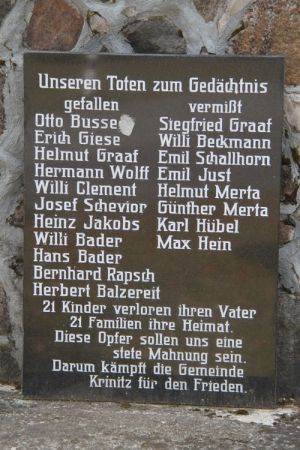 Unseren Toten zum Gedächtnis
gefallen vermißt
Otto Busse Siegfried Graaf
Erich Giese Willi Beckmann
Helmut Graaf Emil Schallhorn
Hermann Wolff Emil Just
Willi Clement Helmut Merta
Josef Schevior Günther Merta
Heinz Jakobs Karl Hübel
Willi Bader Max Hein
Hans Bader
Bernhard Rapsch
Herbert Balzereit
21 Kinder verloren ihren Vater
21 Familien ihre Heimat.
Diese Opfer sollen uns eine
stete Mahnung sein.
Darum kämpft die Gemeinde
Krinitz für den Frieden.